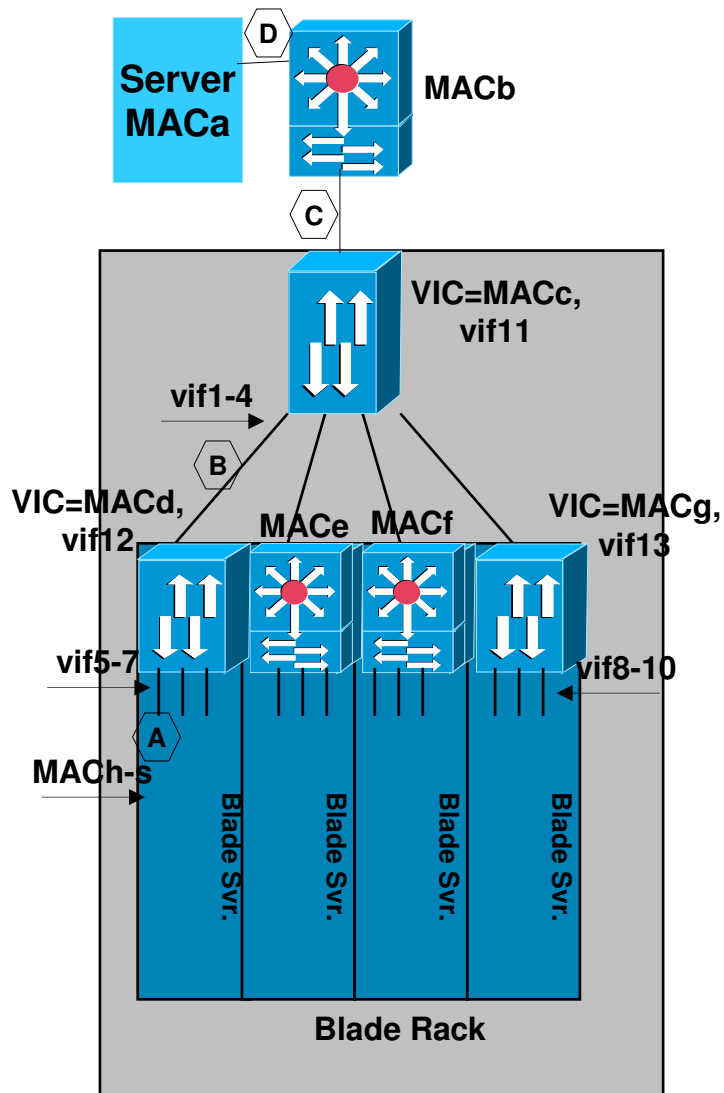 D
Server
MACa
MACb
C
VIC=MACc,
vif11
vif1-4
B
VIC=MACd,
vif12
MACe
MACf
VIC=MACg,
vif13
vif5-7
vif8-10
A
MACh-s
Blade Svr.
Blade Svr.
Blade Svr.
Blade Svr.
Blade Rack